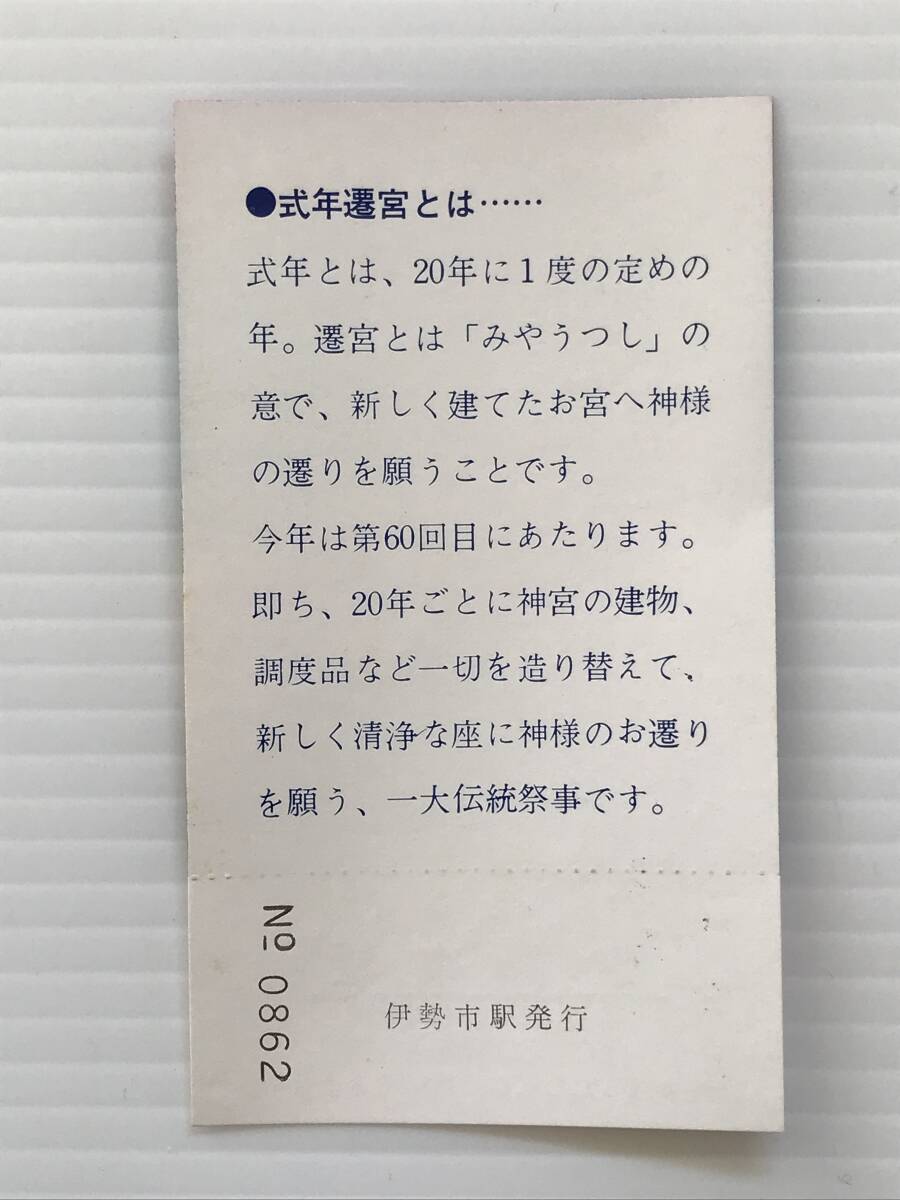 ●式年遷宮とは……
式年とは、20年に1度の定めの
年。遷宮とは「みやうつし」の
意で、新しく建てたお宮へ神様
の遷りを願うことです。
今年は第60回目にあたります。
即ち、20年ごとに神宮の建物、
調度品など一切を造り替えて、
新しく清浄な座に神様のお遷り
を願う、一大伝統祭事です。
№ 0862
伊勢市駅発行